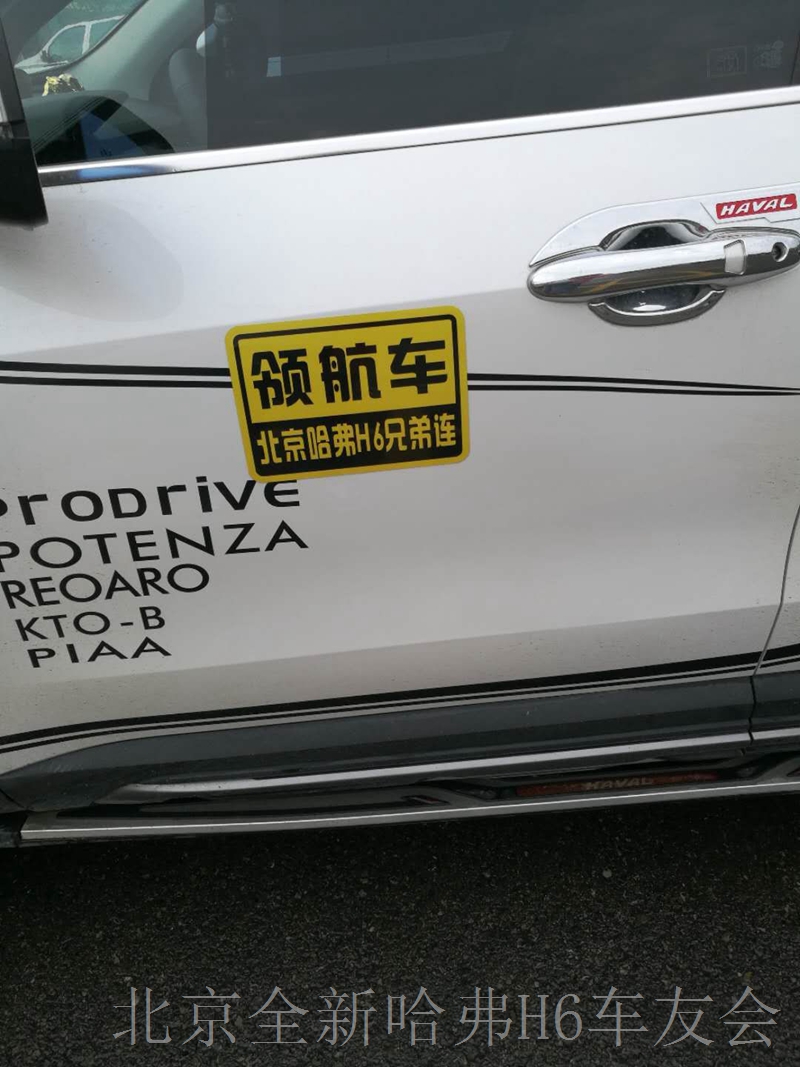 HAVAL
领航车
北京哈弗H6兄弟连
PRODRIVE
POTENZA
REOARO
KTO-B
PIAA
HAVAL
北京全新哈弗H6车友会